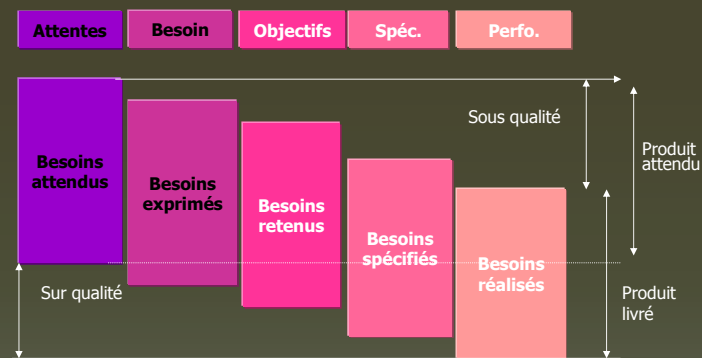 Attentes
Besoin
Objectifs
Spéc.
Perfo.
Sous qualité
Produit
attendu
Besoins
attendus
Besoins
exprimés
Besoins
retenus
Besoins
spécifiés
Besoins
réalisés
Sur qualité
Produit
livré